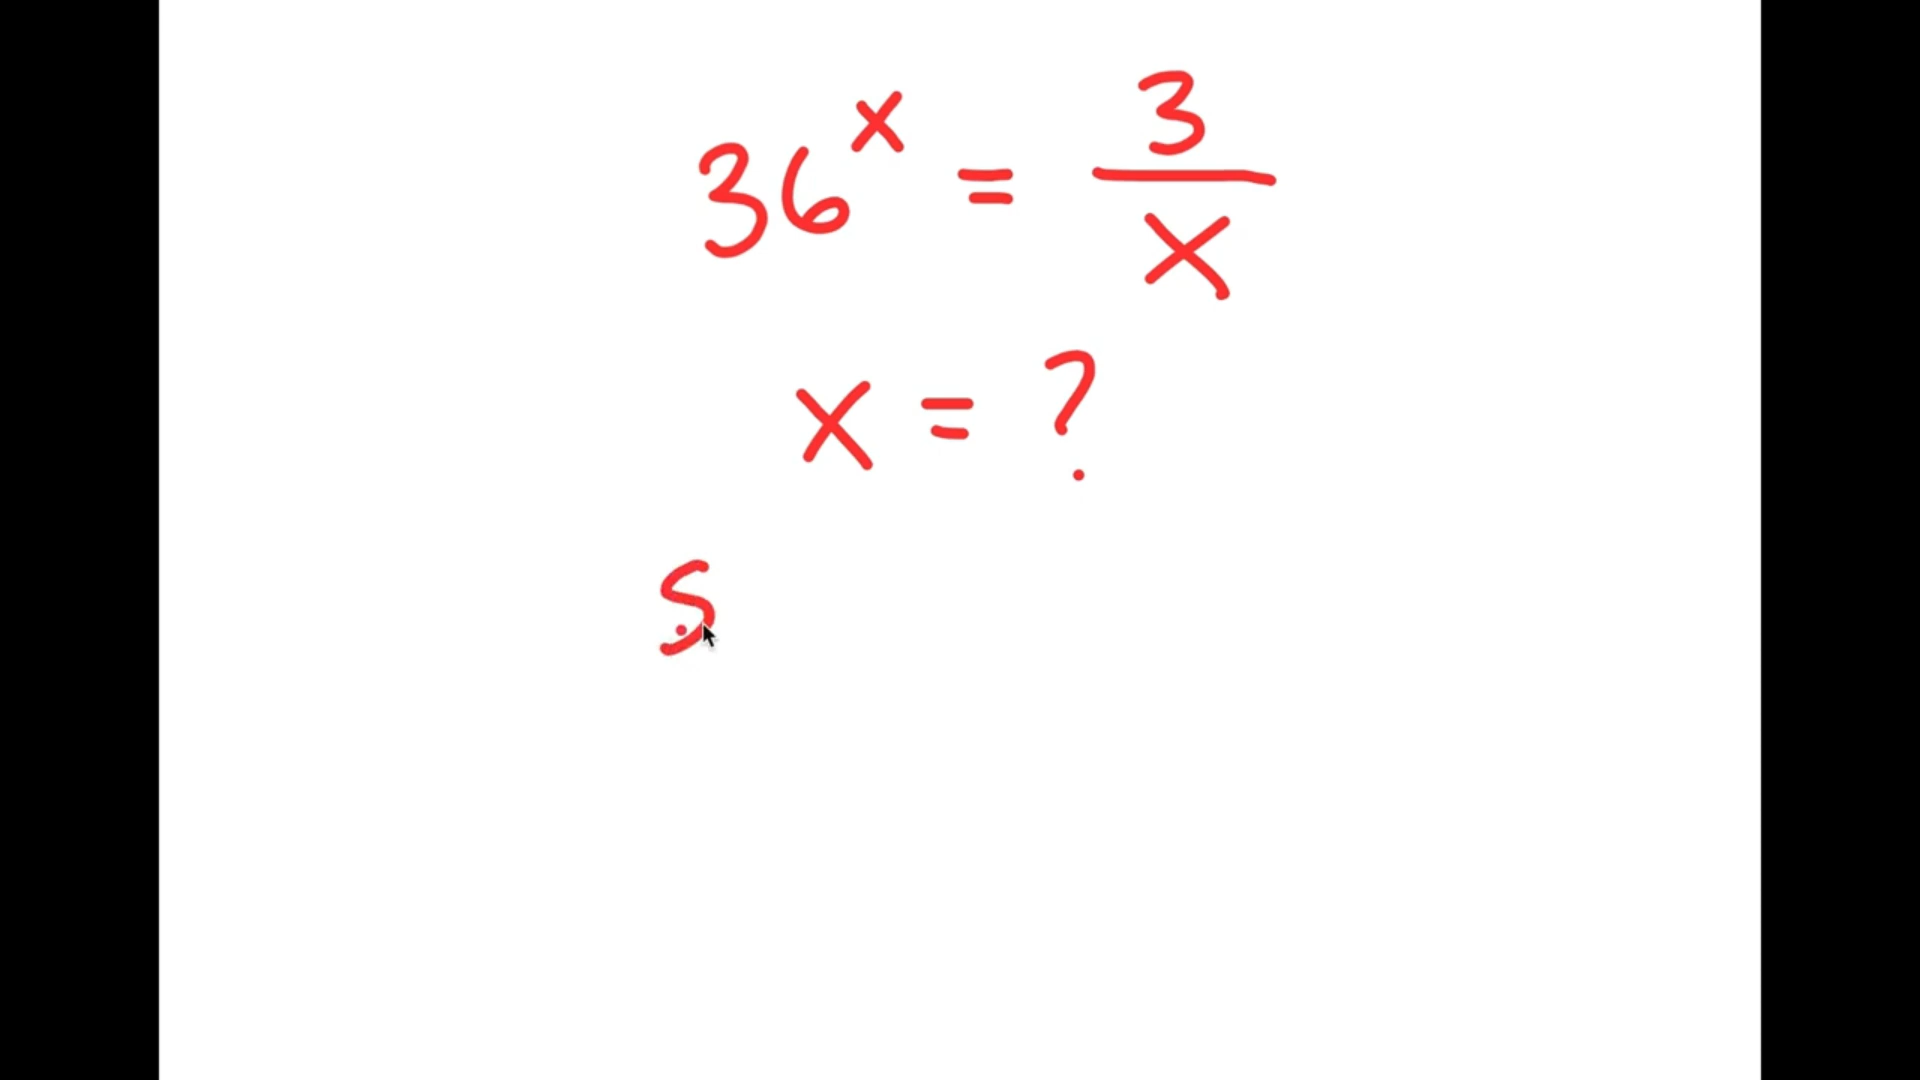 36^x = 3/x
x = ?
S